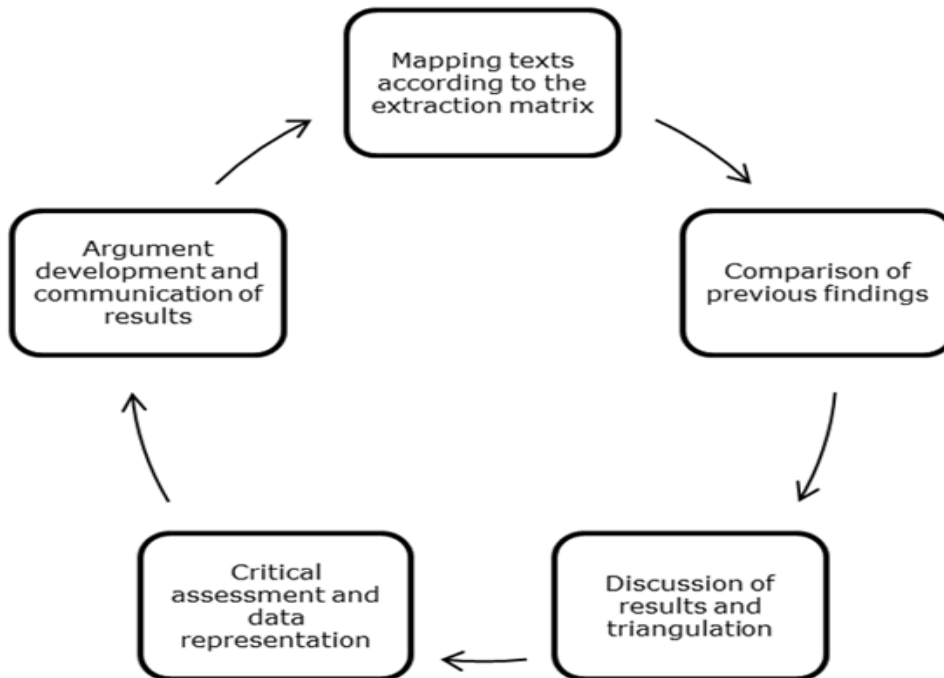 Mapping texts
according to the
extraction matrix
Comparison of
previous findings
Discussion of
results and
triangulation
Critical
assessment and
data
representation
Argument
development and
communication of
results